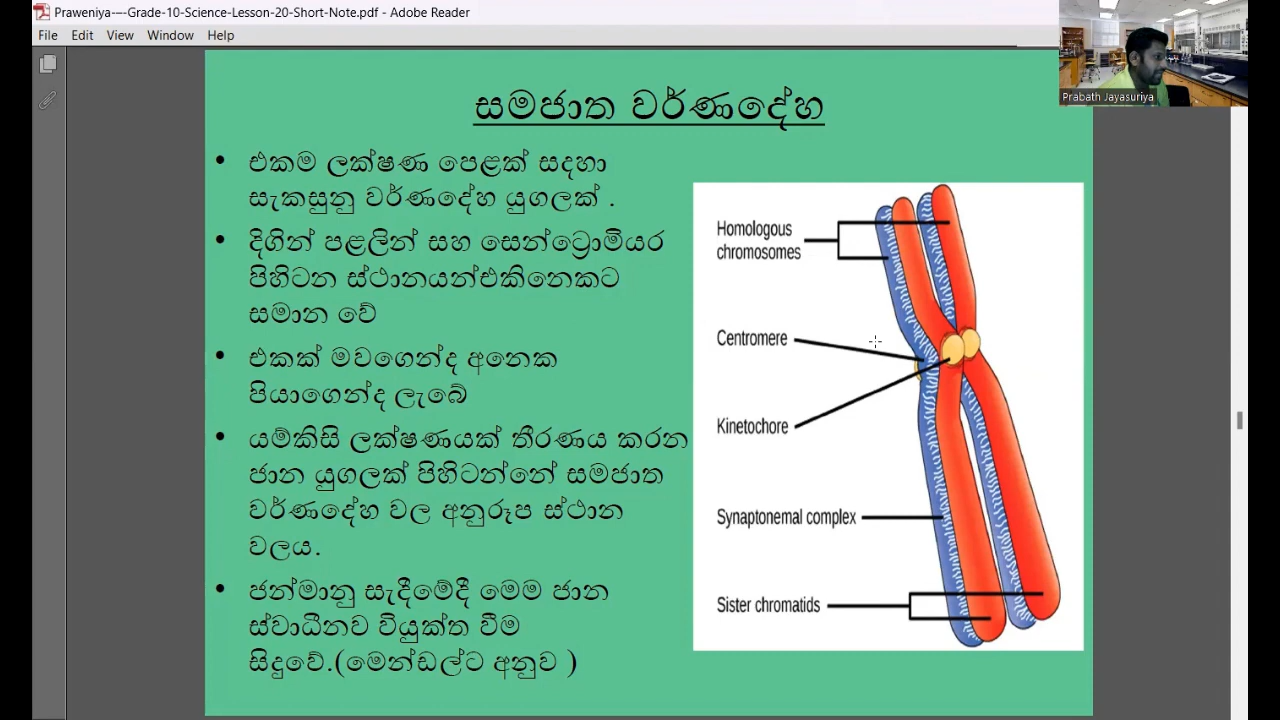 Praweniya-–-Grade-10-Science-Lesson-20-Short-Note.pdf - Adobe Reader
File Edit View Window Help
Prabath Jayasuriya
සමජාත වර්ණදේහ
• එකම ලක්ෂණ පෙළක් සඳහා
සැකසුනු වර්ණදේහ යුගලක් .
• දිගින් පළලින් සහ සෙන්ට්‍රොමියර
පිහිටන ස්ථානයන්එකිනෙකට
සමාන වේ
• එකක් මවගෙන්ද අනෙක
පියාගෙන්ද ලැබේ
• යම්කිසි ලක්ෂණයක් තීරණය කරන
ජාන යුගලක් පිහිටන්නේ සමජාත
වර්ණදේහ වල අනුරූප ස්ථාන
වලය.
• ජන්මානු සැදීමේදී මෙම ජාන
ස්වාධීනව වියුක්ත වීම
සිදුවේ.(මෙන්ඩල්ට අනුව )
Homologous
chromosomes
Centromere
Kinetochore
Synaptonemal complex
Sister chromatids